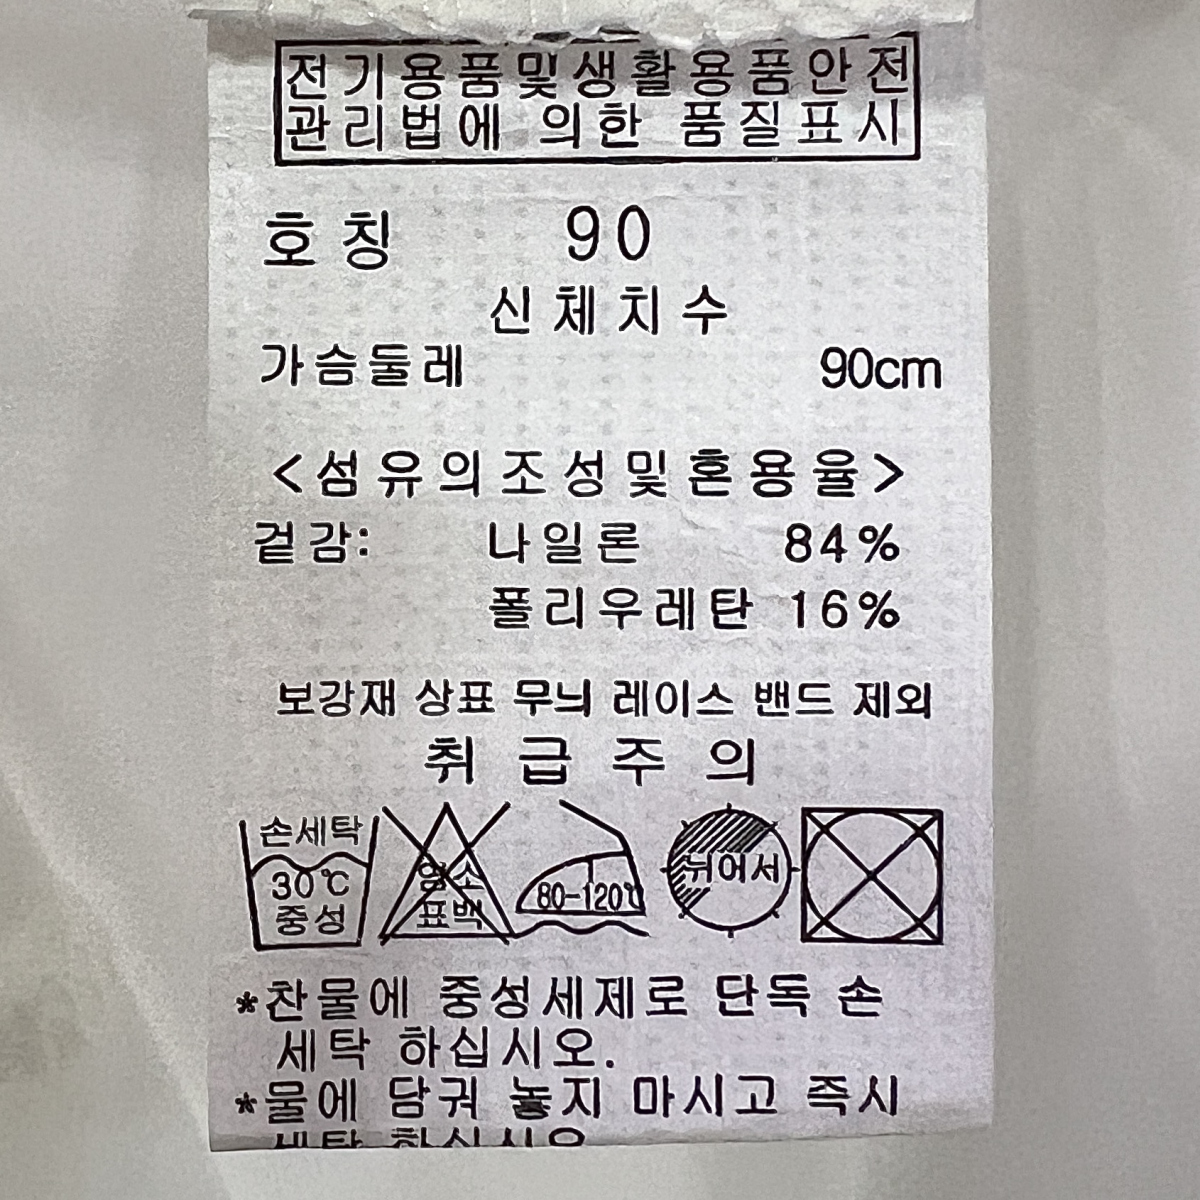 전기용품및생활용품안전
관리법에 의한 품질표시
호칭 90
신체치수
가슴둘레 90cm
<섬유의조성및혼용율>
겉감: 나일론 84%
폴리우레탄 16%
보강재 상표 무늬 레이스 밴드 제외
취급주의
손세탁
30℃
중성
염소
표백
80-120℃
뉘어서
*찬물에 중성세제로 단독 손
세탁 하십시오.
*물에 담궈 놓지 마시고 즉시
세탁 하십시오